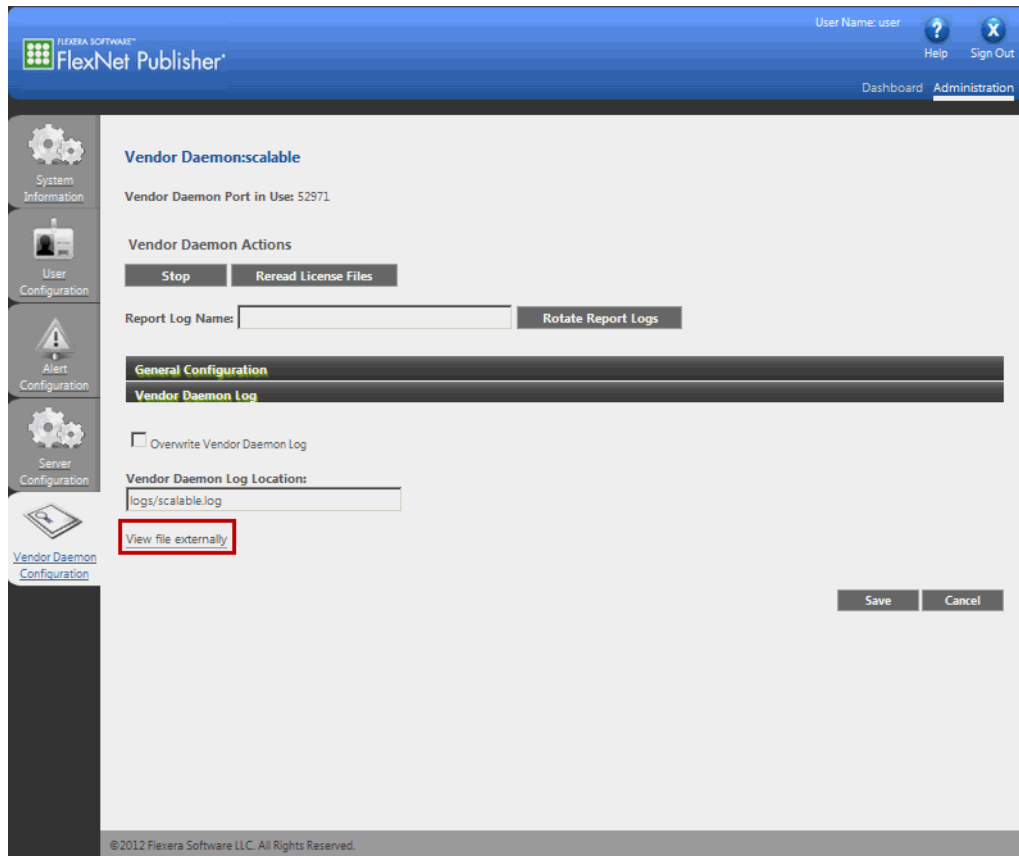 User Name: user
FLEXERA SOFTWARE™
FlexNet Publisher®
Help Sign Out
Dashboard Administration
System
Information
User
Configuration
Alert
Configuration
Server
Configuration
Vendor Daemon
Configuration
Vendor Daemon:scalable
Vendor Daemon Port in Use: 52971
Vendor Daemon Actions
Stop Reread License Files
Report Log Name: Rotate Report Logs
General Configuration
Vendor Daemon Log
Overwrite Vendor Daemon Log
Vendor Daemon Log Location:
logs/scalable.log
View file externally
Save Cancel
©2012 Flexera Software LLC. All Rights Reserved.